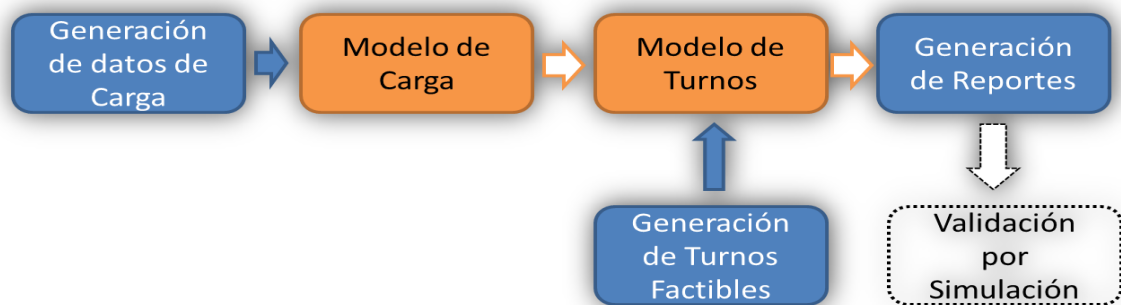 Generación
de datos de
Carga
Modelo de
Carga
Modelo de
Turnos
Generación
de Reportes
Generación
de Turnos
Factibles
Validación
por
Simulación